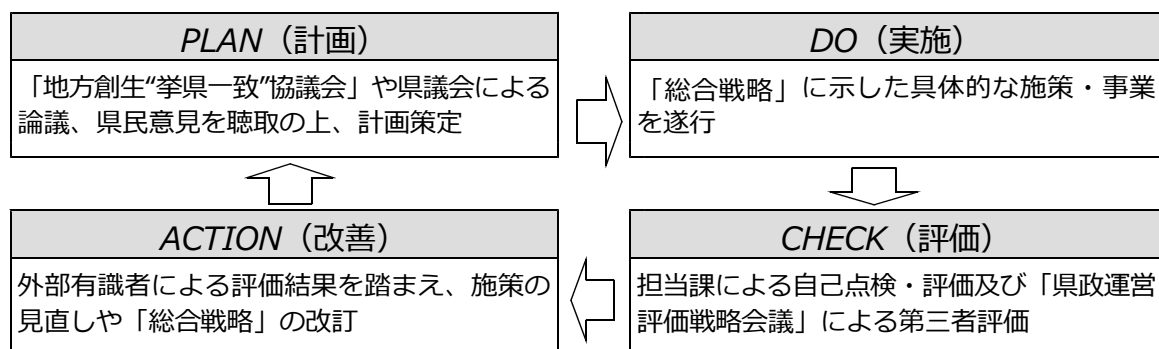 PLAN（計画）
「地方創生“挙県一致”協議会」や県議会による
論議、県民意見を聴取の上、計画策定
DO（実施）
「総合戦略」に示した具体的な施策・事業
を遂行
ACTION（改善）
外部有識者による評価結果を踏まえ、施策の
見直しや「総合戦略」の改訂
CHECK（評価）
担当課による自己点検・評価及び「県政運営
評価戦略会議」による第三者評価